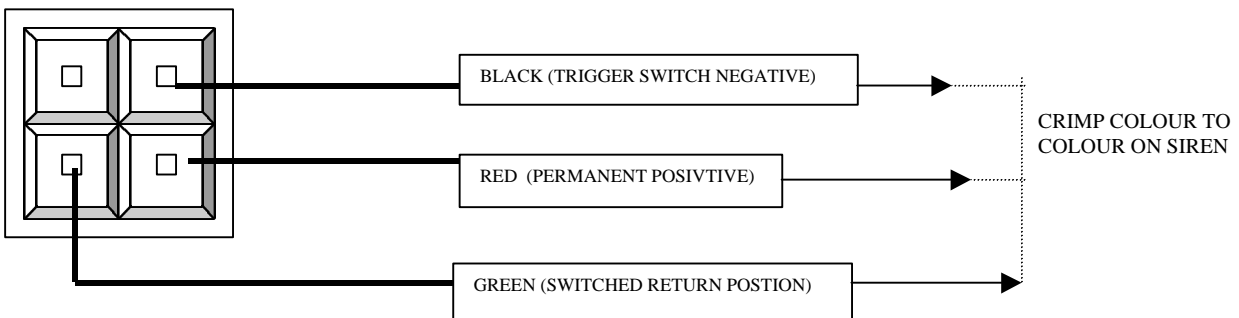 BLACK (TRIGGER SWITCH NEGATIVE)
CRIMP COLOUR TO
COLOUR ON SIREN
RED (PERMANENT POSIVTIVE)
GREEN (SWITCHED RETURN POSTION)